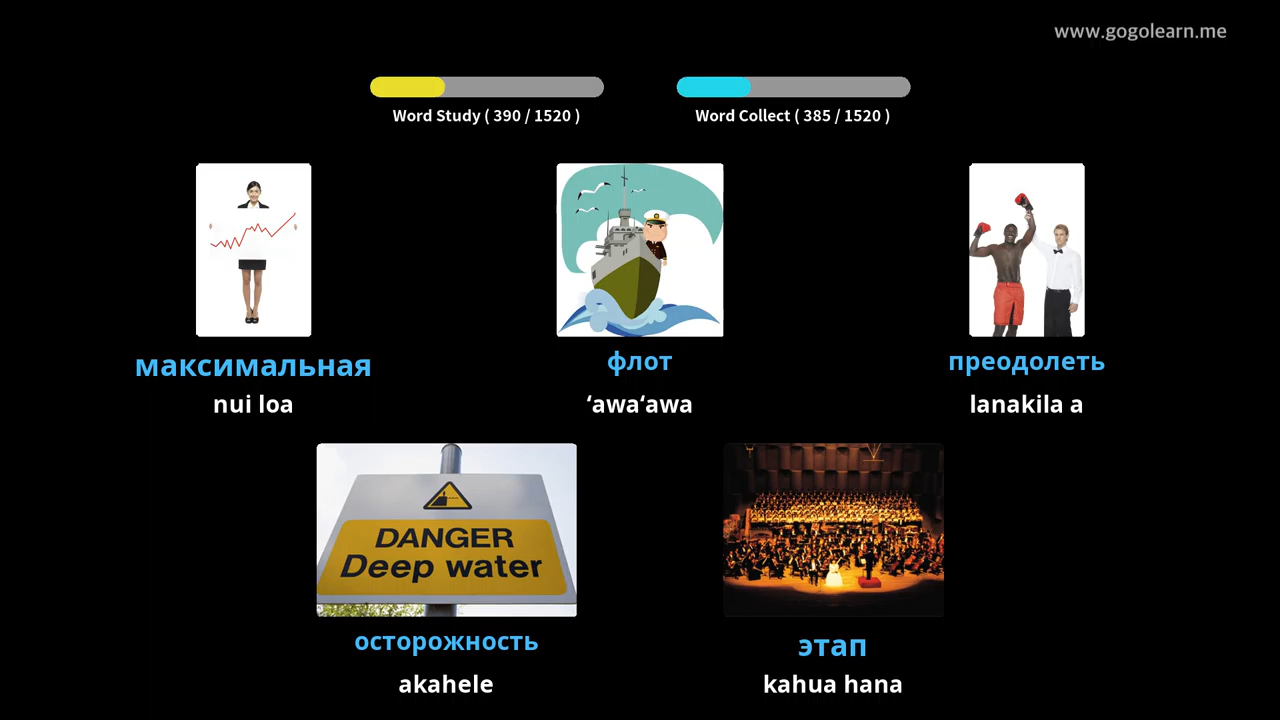 www.gogolearn.me
Word Study ( 390 / 1520 )
Word Collect ( 385 / 1520 )
максимальная
nui loa
флот
ʻawaʻawa
преодолеть
lanakila a
DANGER
Deep water
осторожность
akahele
этап
kahua hana